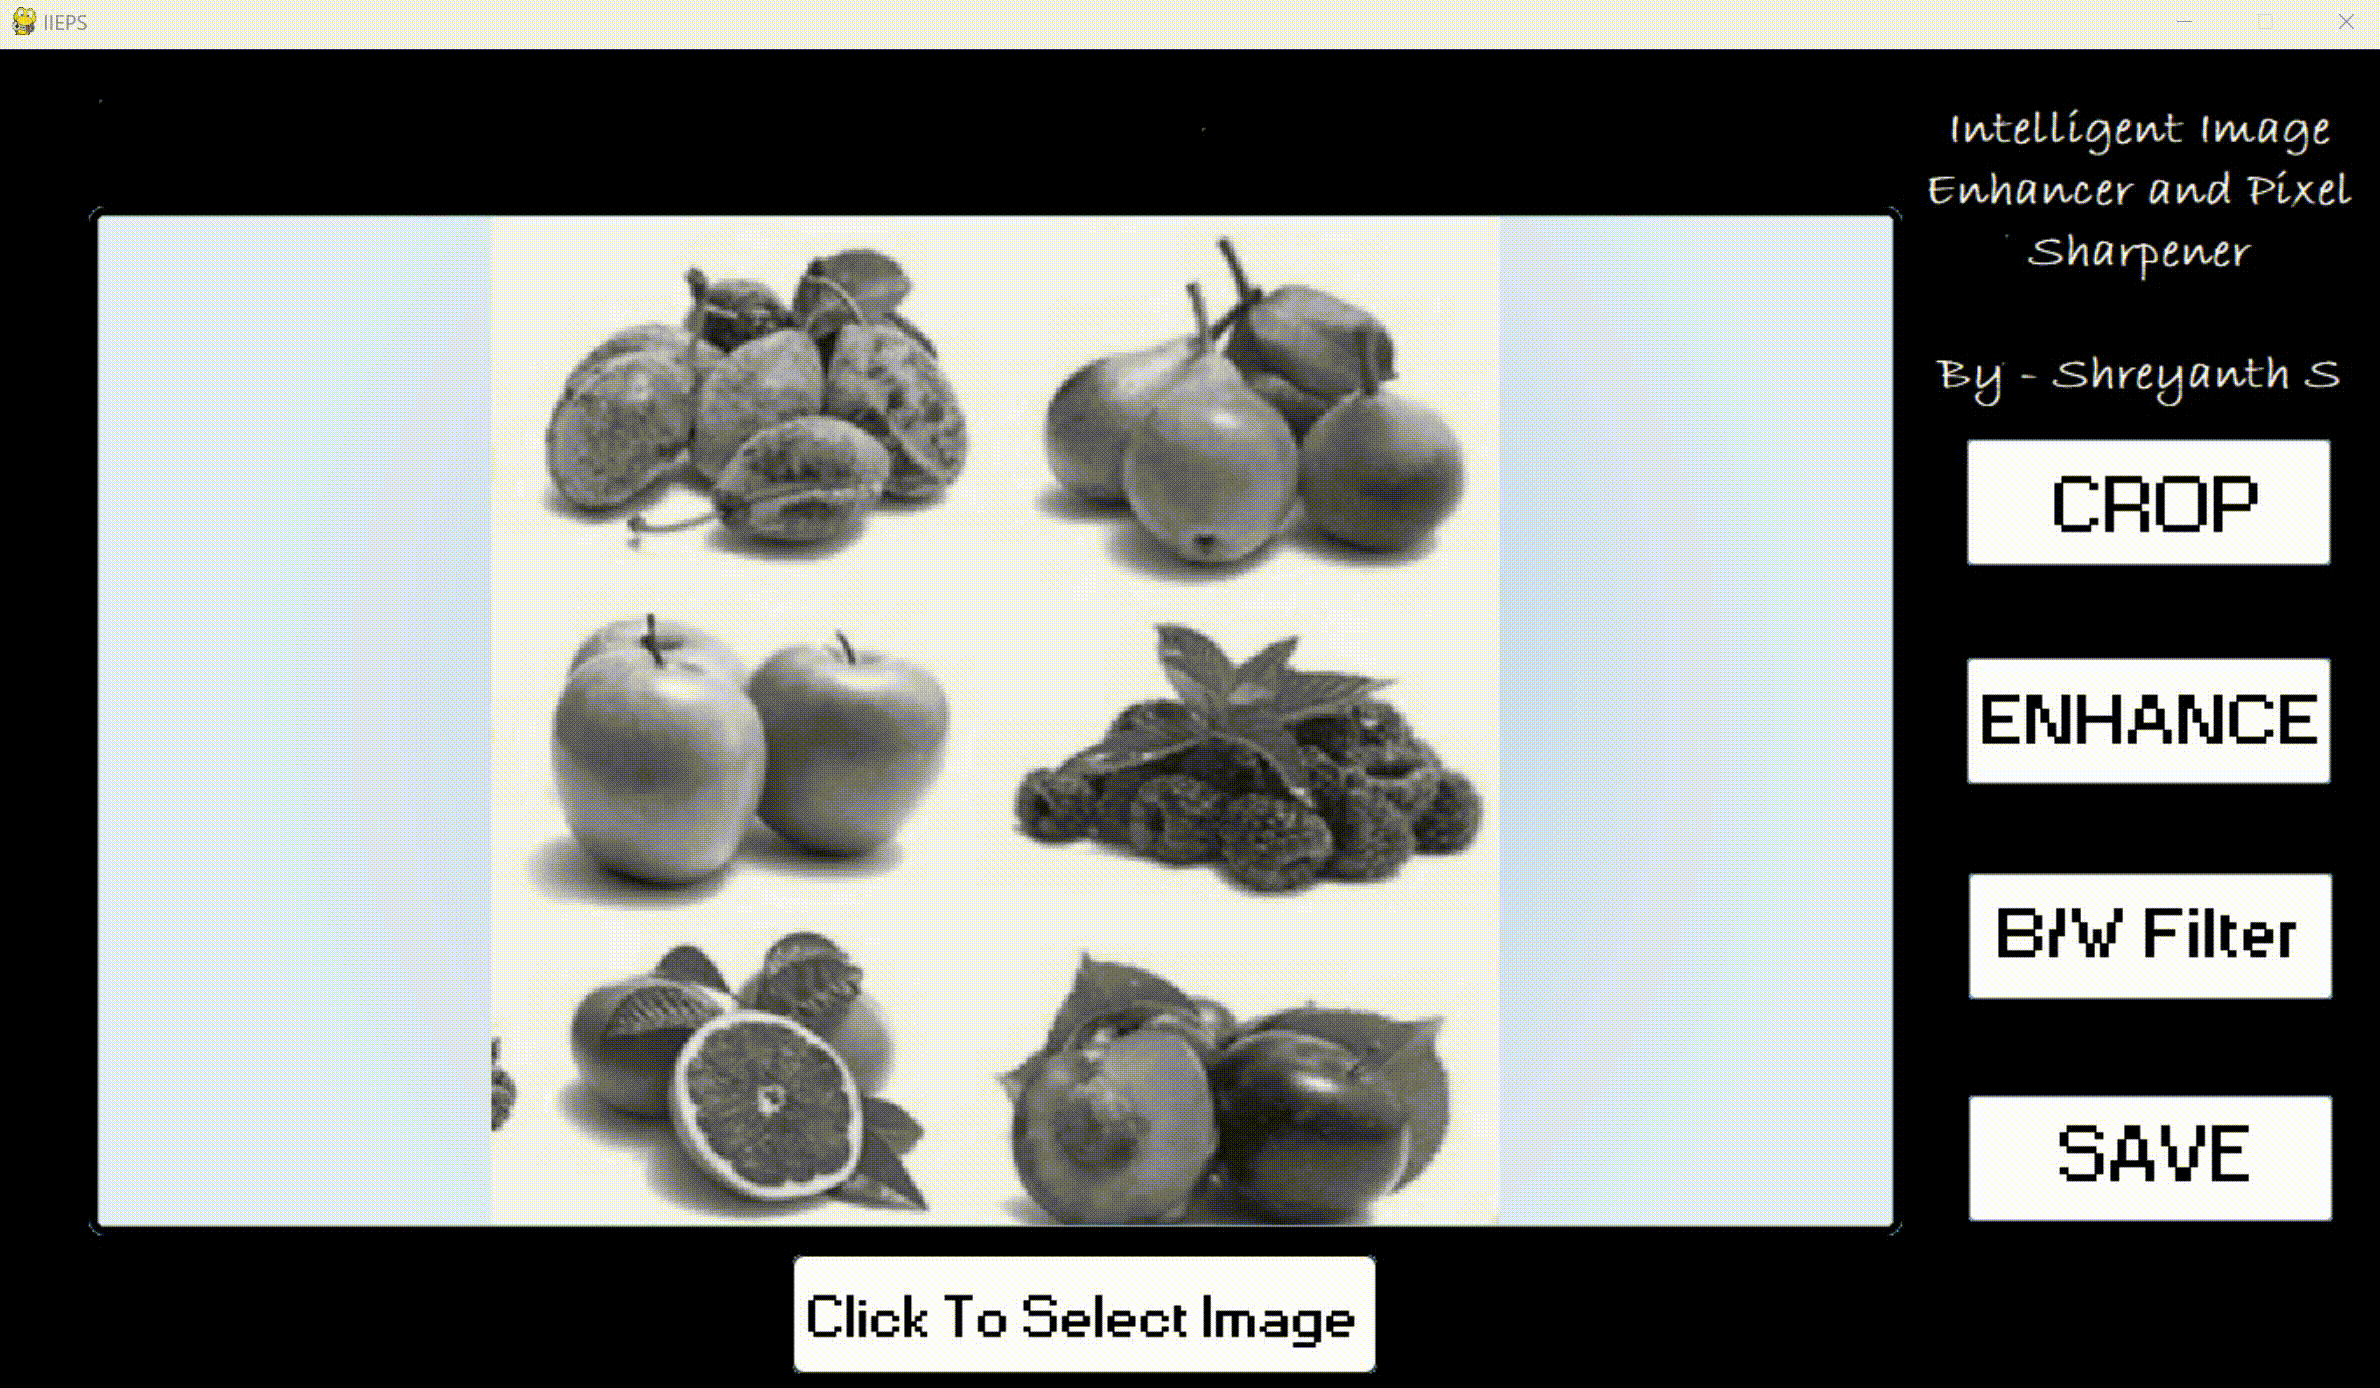 IIEPS
Intelligent Image
Enhancer and Pixel
Sharpener
By - Shreyanth S
CROP
ENHANCE
B/W Filter
SAVE
Click To Select Image